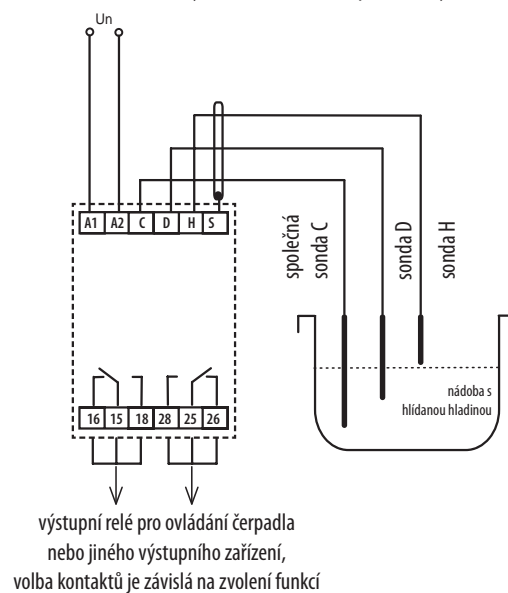 Un
A1 A2 C D H S
společná
sonda C
sonda D
sonda H
nádoba s
hlídanou hladinou
16 15 18 28 25 26
výstupní relé pro ovládání čerpadla
nebo jiného výstupního zařízení,
volba kontaktů je závislá na zvolení funkcí